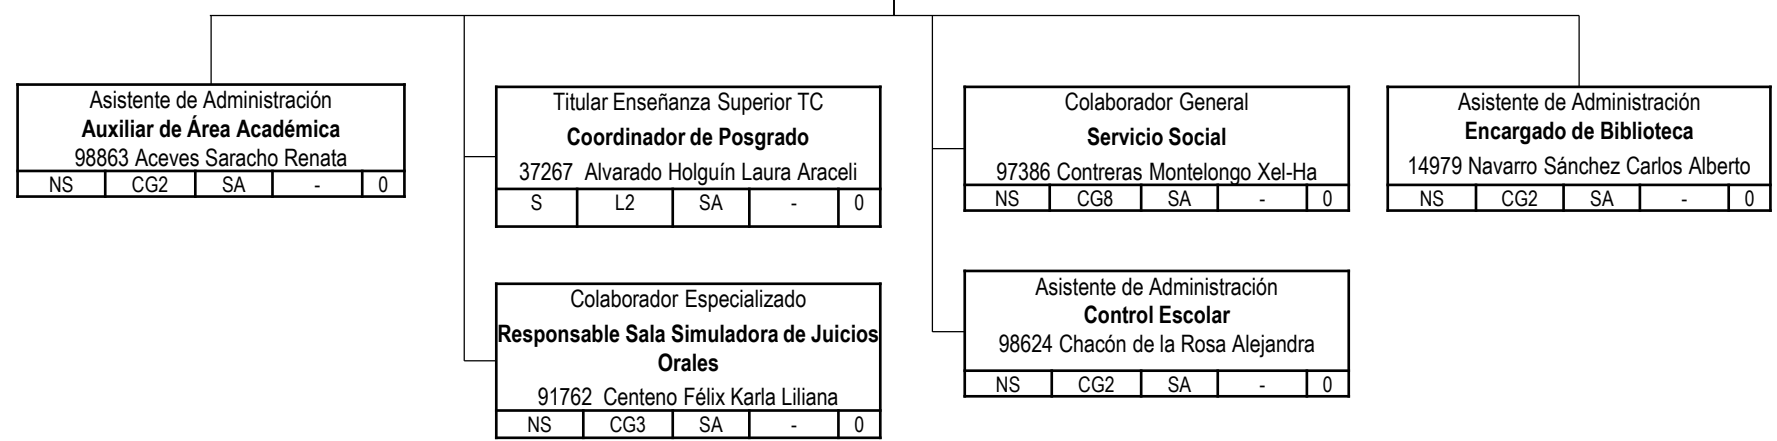 Asistente de Administración
Auxiliar de Área Académica
98863 Aceves Saracho Renata
NS CG2 SA - 0
Titular Enseñanza Superior TC
Coordinador de Posgrado
37267 Alvarado Holguín Laura Araceli
S L2 SA - 0
Colaborador General
Servicio Social
97386 Contreras Montelongo Xel-Ha
NS CG8 SA - 0
Asistente de Administración
Encargado de Biblioteca
14979 Navarro Sánchez Carlos Alberto
NS CG2 SA - 0
Colaborador Especializado
Responsable Sala Simuladora de Juicios
Orales
91762 Centeno Félix Karla Liliana
NS CG3 SA - 0
Asistente de Administración
Control Escolar
98624 Chacón de la Rosa Alejandra
NS CG2 SA - 0